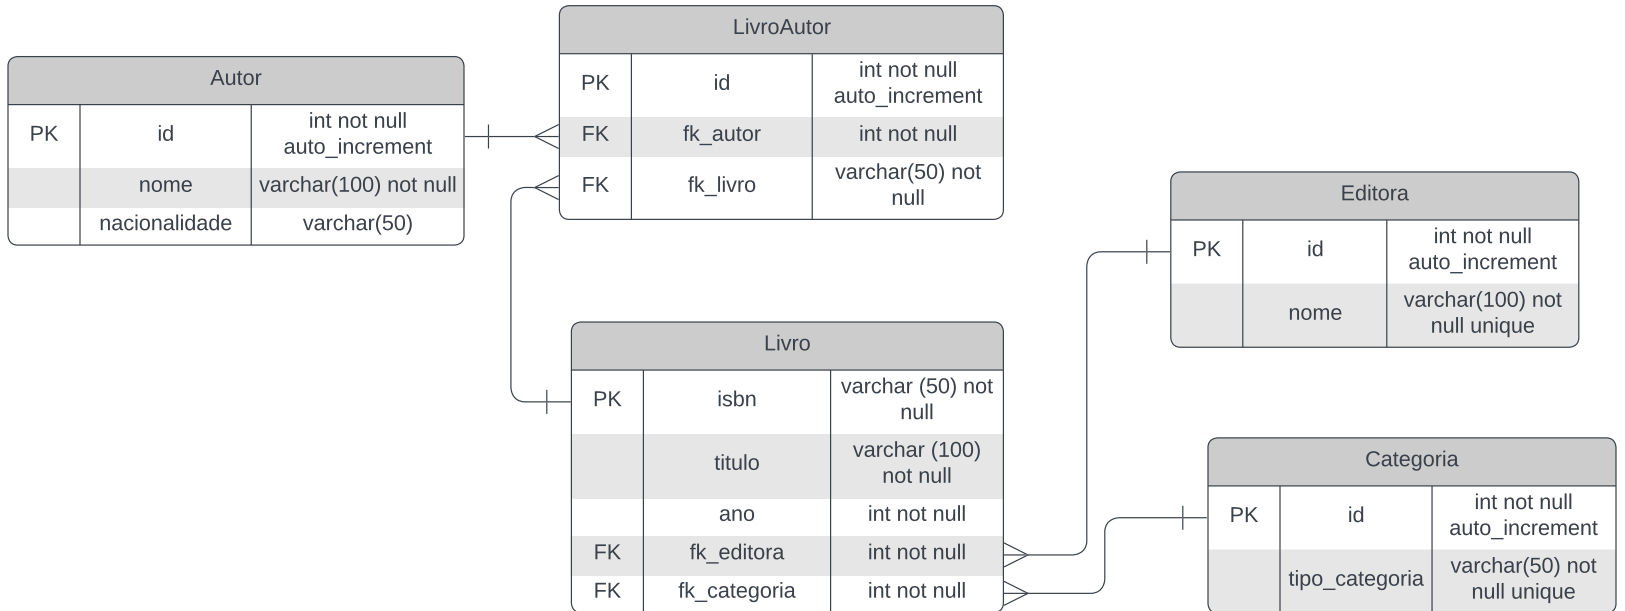 Autor
PK id int not null
auto_increment
nome varchar(100) not null
nacionalidade varchar(50)
LivroAutor
PK id int not null
auto_increment
FK fk_autor int not null
FK fk_livro varchar(50) not
null
Livro
PK isbn varchar (50) not
null
titulo varchar (100)
not null
ano int not null
FK fk_editora int not null
FK fk_categoria int not null
Editora
PK id int not null
auto_increment
nome varchar(100) not
null unique
Categoria
PK id int not null
auto_increment
tipo_categoria varchar(50) not
null unique